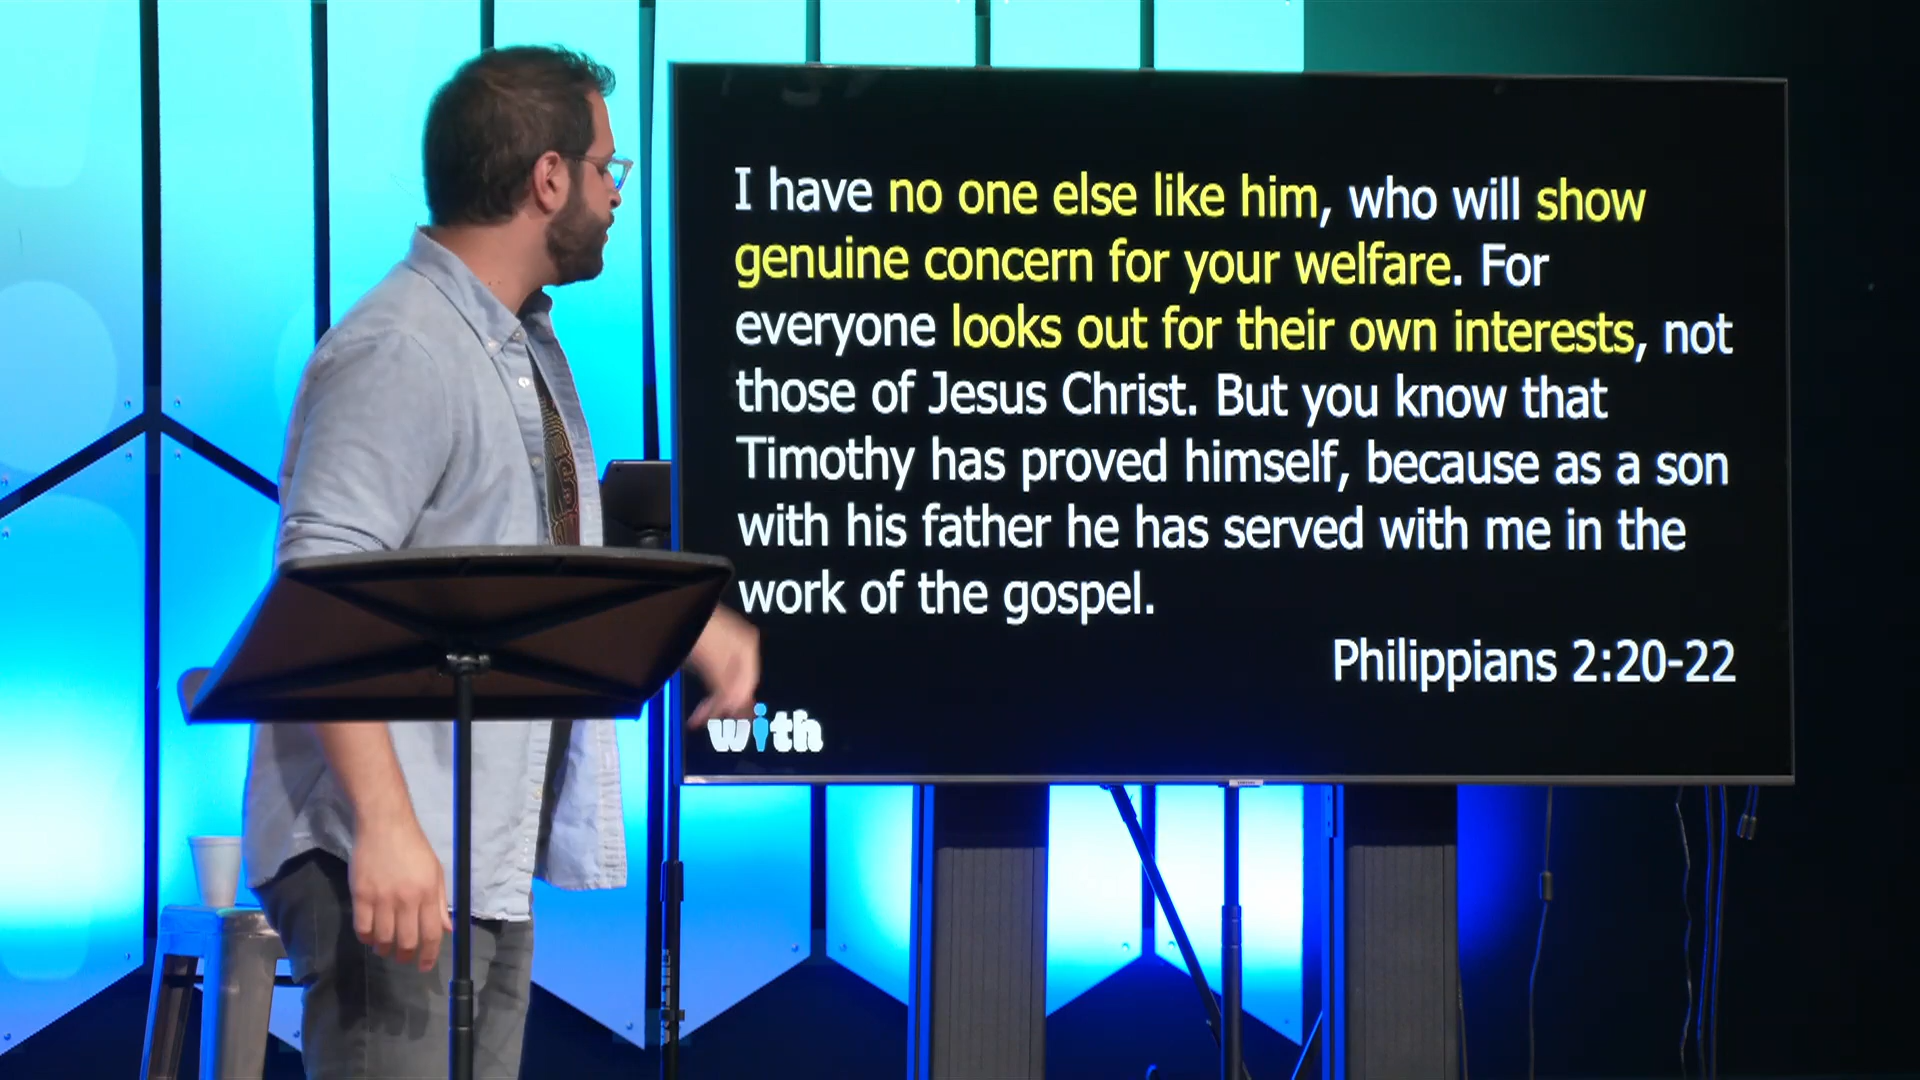 I have no one else like him, who will show
genuine concern for your welfare. For
everyone looks out for their own interests, not
those of Jesus Christ. But you know that
Timothy has proved himself, because as a son
with his father he has served with me in the
work of the gospel.
Philippians 2:20-22
with